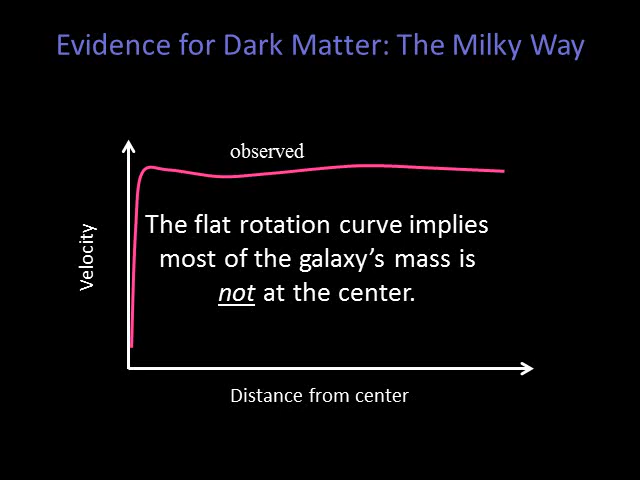 Evidence for Dark Matter: The Milky Way
observed
The flat rotation curve implies
most of the galaxy’s mass is
not at the center.
Velocity
Distance from center